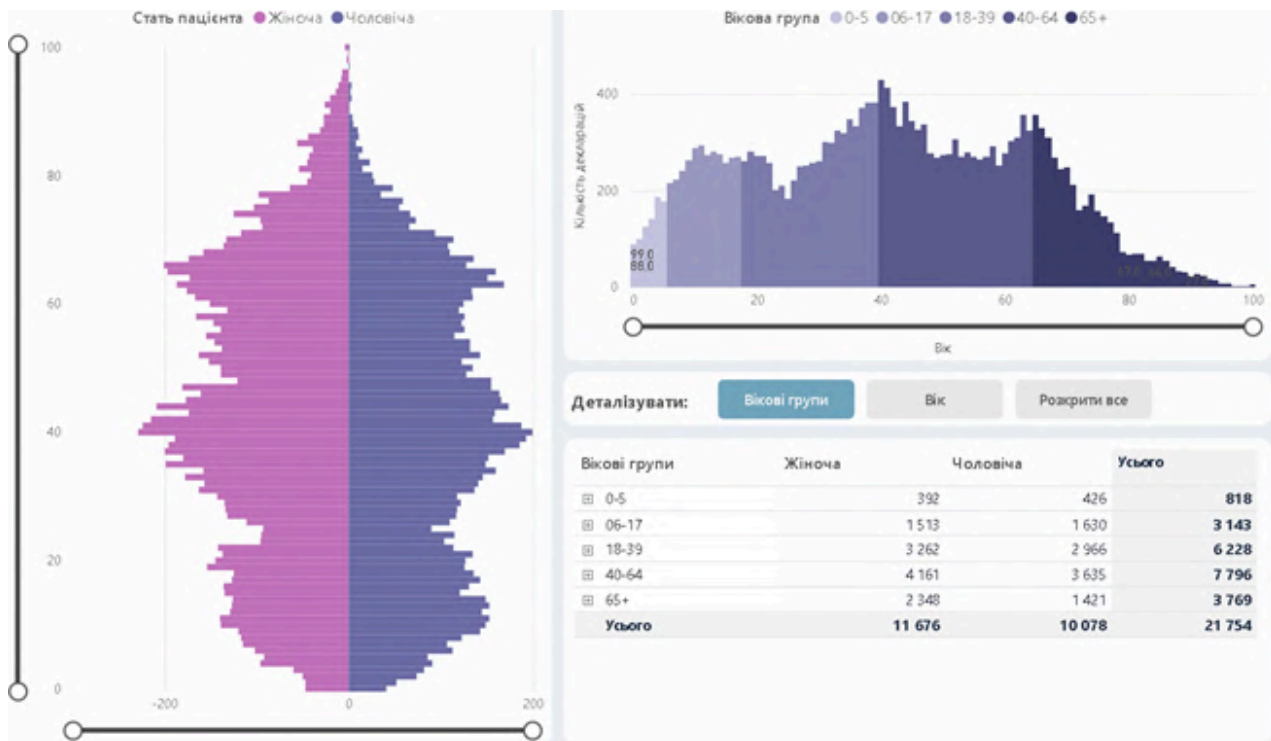 Стать пацієнта Жіноча Чоловіча
100
80
60
40
20
0
-200 0 200
Вікова група 0-5 06-17 18-39 40-64 65+
Кількість декларацій
400
200
0
99.0
88.0
0 20 40 60 80 100
Вік
Деталізувати: Вікові групи Вік Розкрити все
Вікові групи Жіноча Чоловіча Усього
0-5 392 426 818
06-17 1 513 1 630 3 143
18-39 3 262 2 966 6 228
40-64 4 161 3 635 7 796
65+ 2 348 1 421 3 769
Усього 11 676 10 078 21 754